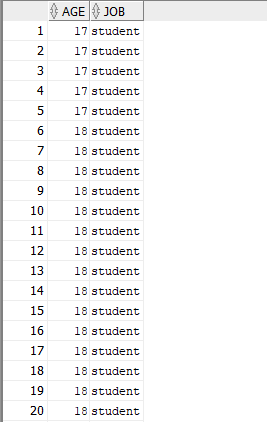 AGE JOB
1 17 student
2 17 student
3 17 student
4 17 student
5 17 student
6 18 student
7 18 student
8 18 student
9 18 student
10 18 student
11 18 student
12 18 student
13 18 student
14 18 student
15 18 student
16 18 student
17 18 student
18 18 student
19 18 student
20 18 student